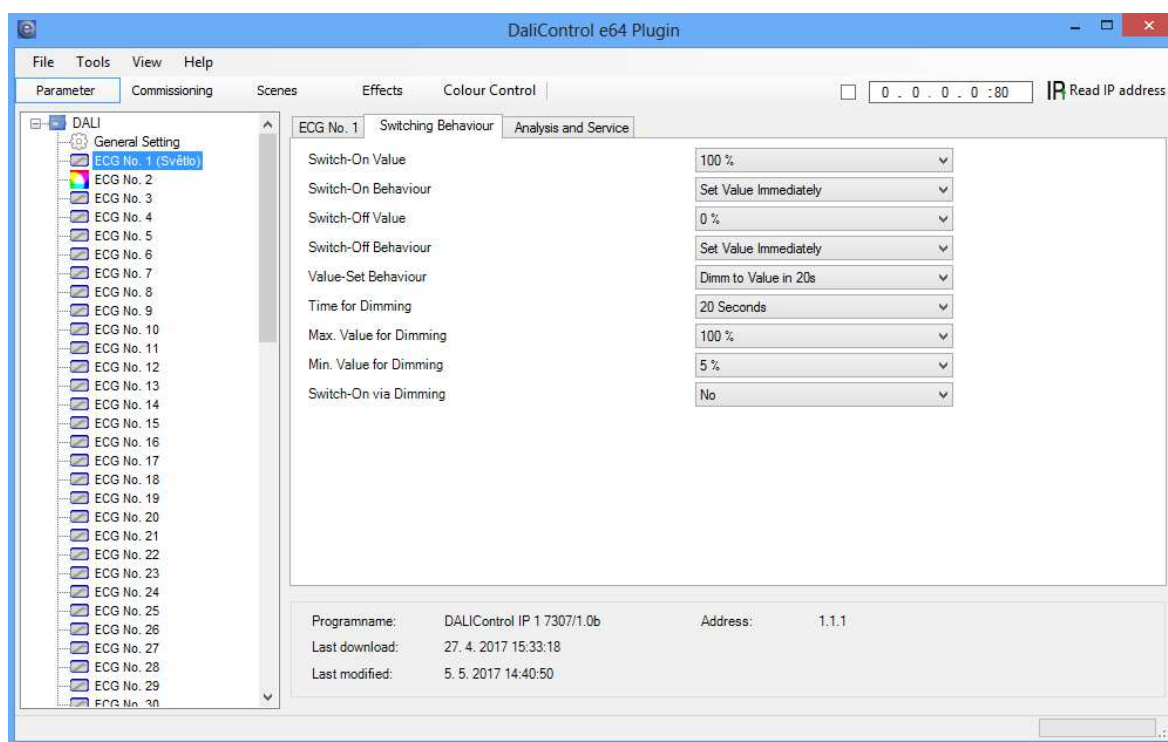 DaliControl e64 Plugin
File Tools View Help
Parameter Commissioning Scenes Effects Colour Control 0 . 0 . 0 . 0 :80 IP Read IP address
DALI
General Setting
ECG No. 1 (Světlo)
ECG No. 2
ECG No. 3
ECG No. 4
ECG No. 5
ECG No. 6
ECG No. 7
ECG No. 8
ECG No. 9
ECG No. 10
ECG No. 11
ECG No. 12
ECG No. 13
ECG No. 14
ECG No. 15
ECG No. 16
ECG No. 17
ECG No. 18
ECG No. 19
ECG No. 20
ECG No. 21
ECG No. 22
ECG No. 23
ECG No. 24
ECG No. 25
ECG No. 26
ECG No. 27
ECG No. 28
ECG No. 29
ECG No. 30
ECG No. 1 Switching Behaviour Analysis and Service
Switch-On Value 100 %
Switch-On Behaviour Set Value Immediately
Switch-Off Value 0 %
Switch-Off Behaviour Set Value Immediately
Value-Set Behaviour Dimm to Value in 20s
Time for Dimming 20 Seconds
Max. Value for Dimming 100 %
Min. Value for Dimming 5 %
Switch-On via Dimming No
Programname: DALIControl IP 1 7307/1.0b Address: 1.1.1
Last download: 27. 4. 2017 15:33:18
Last modified: 5. 5. 2017 14:40:50